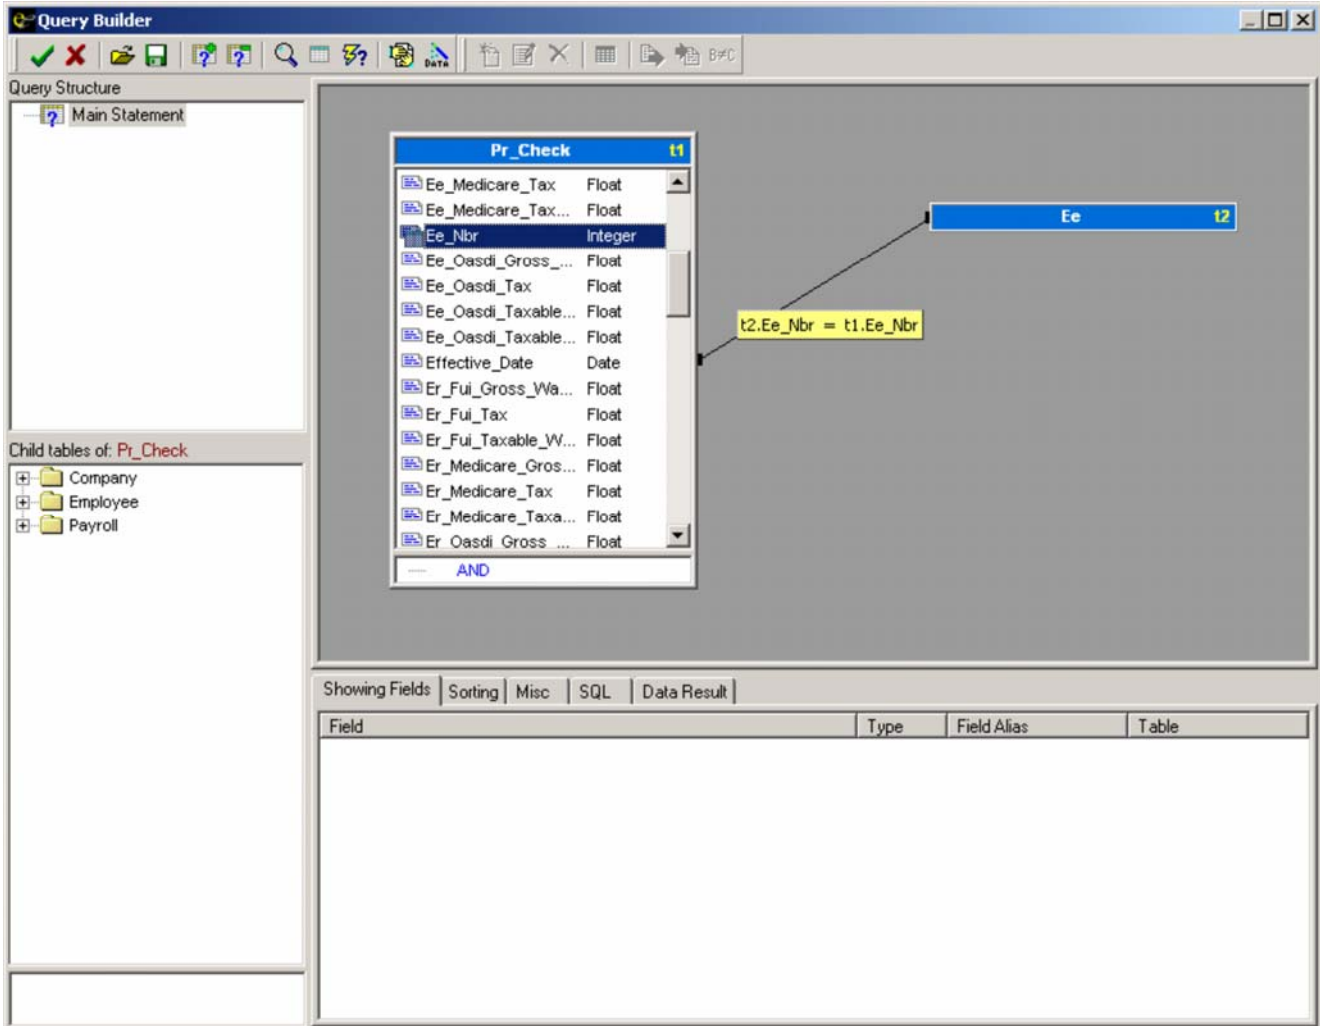 Query Builder
DATA
B≠C
Query Structure
Main Statement
Pr_Check t1
Ee_Medicare_Tax Float
Ee_Medicare_Tax... Float
Ee_Nbr Integer
Ee_Oasdi_Gross_... Float
Ee_Oasdi_Tax Float
Ee_Oasdi_Taxable... Float
Ee_Oasdi_Taxable... Float
Effective_Date Date
Er_Fui_Gross_Wa... Float
Er_Fui_Tax Float
Er_Fui_Taxable_W... Float
Er_Medicare_Gros... Float
Er_Medicare_Tax Float
Er_Medicare_Taxa... Float
Er_Oasdi_Gross_... Float
AND
Ee t2
t2.Ee_Nbr = t1.Ee_Nbr
Child tables of: Pr_Check
Company
Employee
Payroll
Showing Fields Sorting Misc SQL Data Result
Field Type Field Alias Table